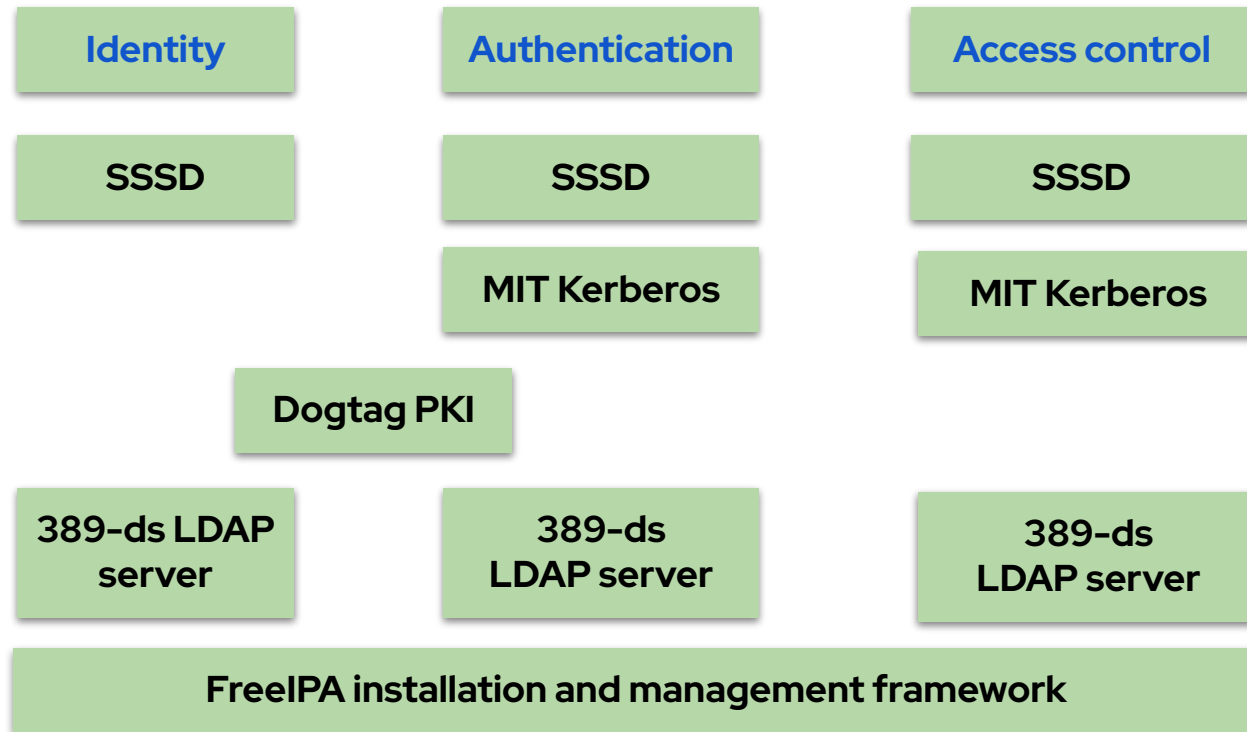 Identity
Authentication
Access control
SSSD
SSSD
SSSD
MIT Kerberos
MIT Kerberos
Dogtag PKI
389-ds LDAP
server
389-ds
LDAP server
389-ds
LDAP server
FreeIPA installation and management framework